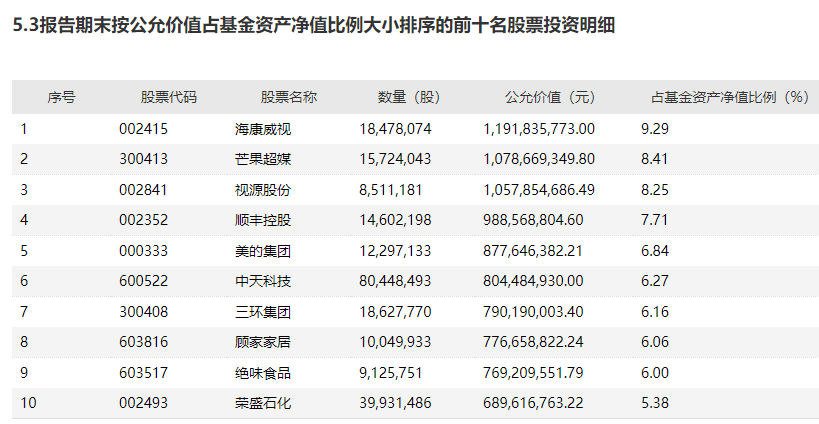 5.3报告期末按公允价值占基金资产净值比例大小排序的前十名股票投资明细
序号 股票代码 股票名称 数量（股） 公允价值（元） 占基金资产净值比例（%）
1 002415 海康威视 18,478,074 1,191,835,773.00 9.29
2 300413 芒果超媒 15,724,043 1,078,669,349.80 8.41
3 002841 视源股份 8,511,181 1,057,854,686.49 8.25
4 002352 顺丰控股 14,602,198 988,568,804.60 7.71
5 000333 美的集团 12,297,133 877,646,382.21 6.84
6 600522 中天科技 80,448,493 804,484,930.00 6.27
7 300408 三环集团 18,627,770 790,190,003.40 6.16
8 603816 顾家家居 10,049,933 776,658,822.24 6.06
9 603517 绝味食品 9,125,751 769,209,551.79 6.00
10 002493 荣盛石化 39,931,486 689,616,763.22 5.38